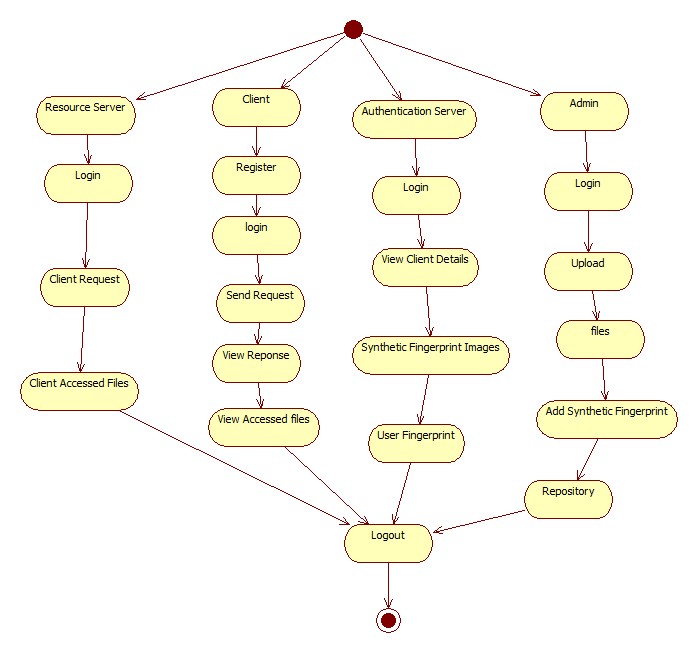 Resource Server
Client
Authentication Server
Admin
Login
Register
Login
Login
login
View Client Details
Upload
Client Request
Send Request
files
View Reponse
Synthetic Fingerprint Images
Client Accessed Files
View Accessed files
User Fingerprint
Add Synthetic Fingerprint
Repository
Logout